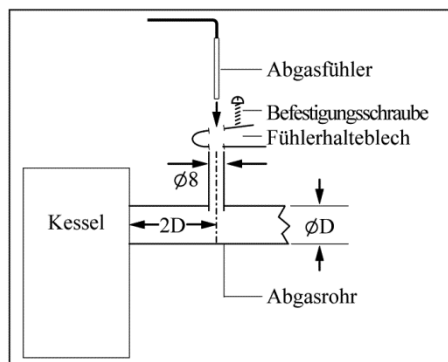 Abgasfühler
Befestigungsschraube
Fühlerhalteblech
Ø8
Kessel
2D
ØD
Abgasrohr